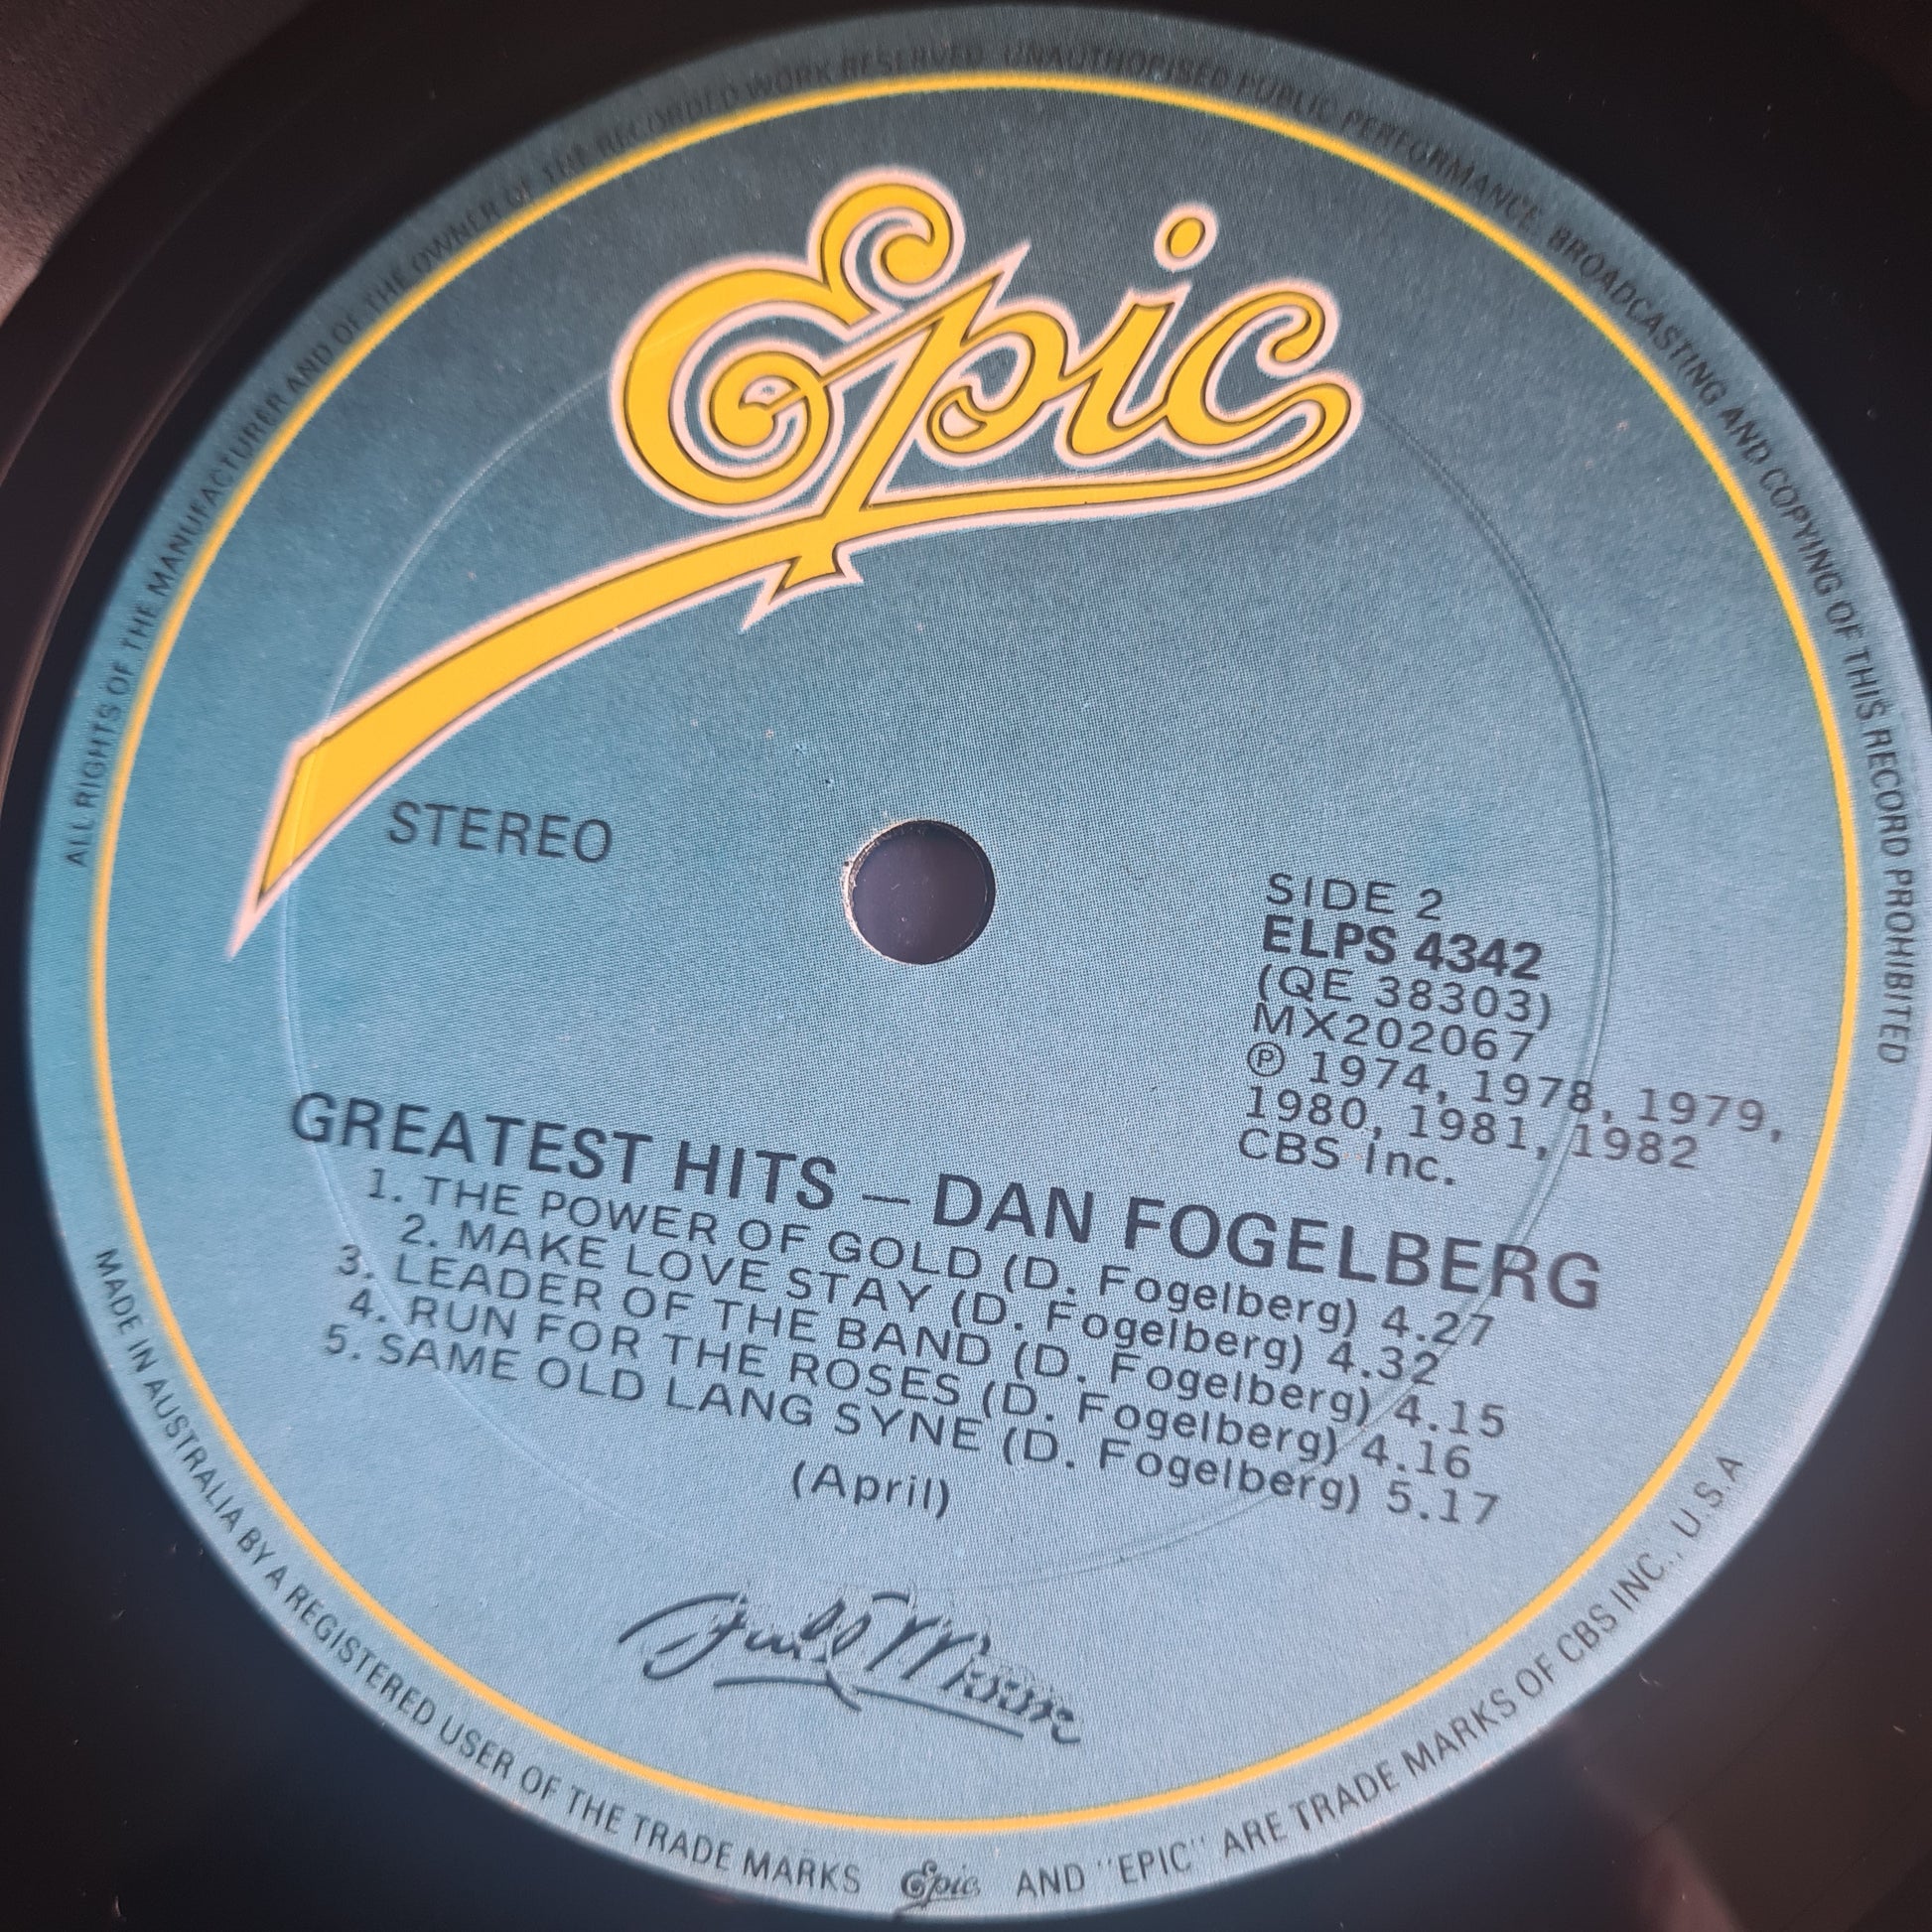 ALL RIGHTS OF THE MANUFACTURER AND OF THE OWNER OF THE RECORDED WORK RESERVED. UNAUTHORISED PUBLIC PERFORMANCE, BROADCASTING AND COPYING OF THIS RECORD PROHIBITED
Epic
STEREO
SIDE 2
ELPS 4342
(QE 38303)
MX202067
℗ 1974, 1978, 1979,
1980, 1981, 1982
CBS Inc.
GREATEST HITS – DAN FOGELBERG
1. THE POWER OF GOLD (D. Fogelberg) 4.27
2. MAKE LOVE STAY (D. Fogelberg) 4.32
3. LEADER OF THE BAND (D. Fogelberg) 4.15
4. RUN FOR THE ROSES (D. Fogelberg) 4.16
5. SAME OLD LANG SYNE (D. Fogelberg) 5.17
(April)
Full Moon
MADE IN AUSTRALIA BY A REGISTERED USER OF THE TRADE MARKS Epic AND "EPIC" ARE TRADE MARKS OF CBS INC., U.S.A